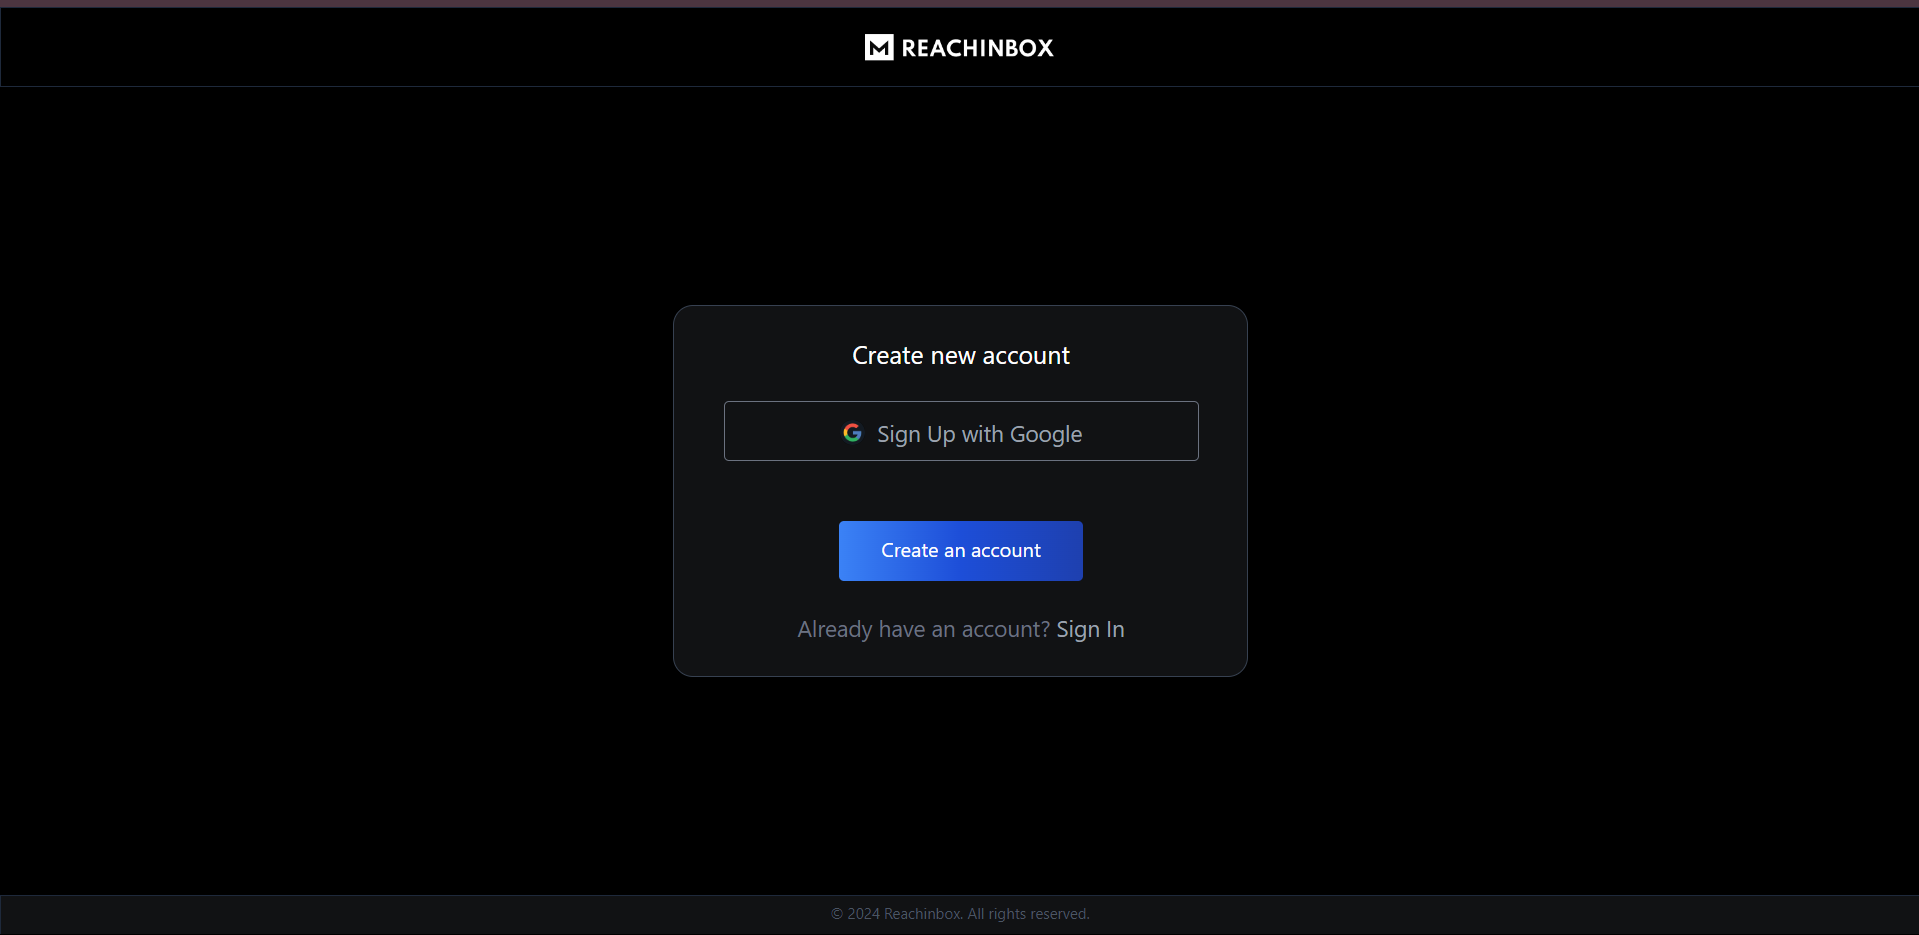 REACHINBOX
Create new account
Sign Up with Google
Create an account
Already have an account? Sign In
© 2024 Reachinbox. All rights reserved.